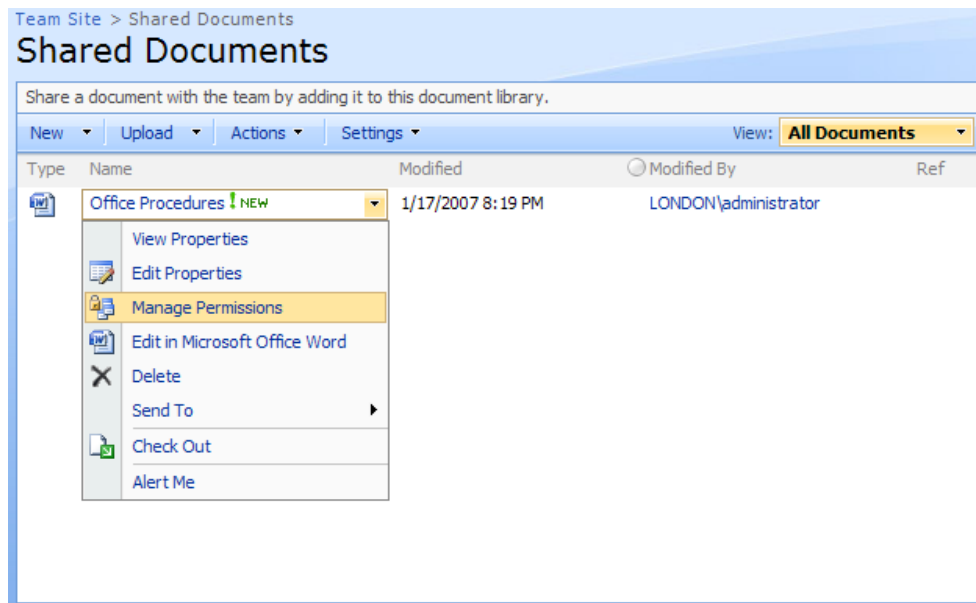 Team Site > Shared Documents
Shared Documents
Share a document with the team by adding it to this document library.
New Upload Actions Settings View: All Documents
Type Name Modified Modified By Ref
Office Procedures ! NEW 1/17/2007 8:19 PM LONDON\administrator
View Properties
Edit Properties
Manage Permissions
Edit in Microsoft Office Word
Delete
Send To
Check Out
Alert Me